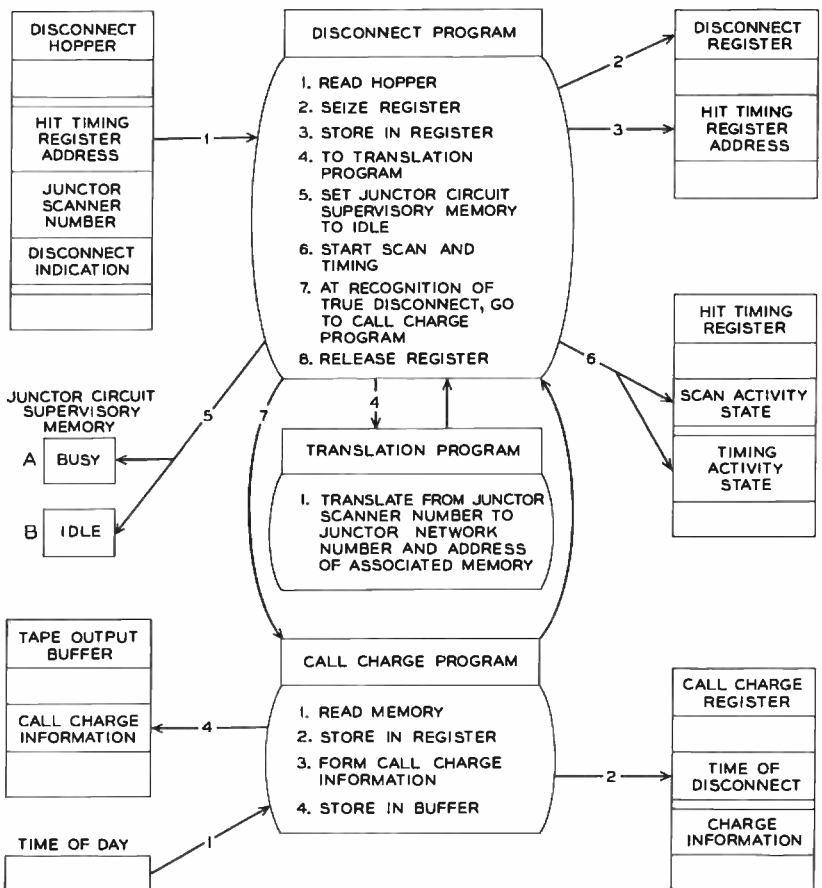 DISCONNECT
HOPPER
HIT TIMING
REGISTER
ADDRESS
JUNCTOR
SCANNER
NUMBER
DISCONNECT
INDICATION
1
DISCONNECT PROGRAM
1. READ HOPPER
2. SEIZE REGISTER
3. STORE IN REGISTER
4. TO TRANSLATION
PROGRAM
5. SET JUNCTOR CIRCUIT
SUPERVISORY MEMORY
TO IDLE
6. START SCAN AND
TIMING
7. AT RECOGNITION OF
TRUE DISCONNECT, GO
TO CALL CHARGE
PROGRAM
8. RELEASE REGISTER
2
3
DISCONNECT
REGISTER
HIT TIMING
REGISTER
ADDRESS
6
HIT TIMING
REGISTER
SCAN ACTIVITY
STATE
TIMING
ACTIVITY
STATE
JUNCTOR CIRCUIT
SUPERVISORY
MEMORY
A BUSY
B IDLE
5
7
4
TRANSLATION PROGRAM
1. TRANSLATE FROM JUNCTOR
SCANNER NUMBER TO
JUNCTOR NETWORK
NUMBER AND ADDRESS
OF ASSOCIATED MEMORY
TAPE OUTPUT
BUFFER
CALL CHARGE
INFORMATION
4
CALL CHARGE PROGRAM
1. READ MEMORY
2. STORE IN REGISTER
3. FORM CALL CHARGE
INFORMATION
4. STORE IN BUFFER
2
CALL CHARGE
REGISTER
TIME OF
DISCONNECT
CHARGE
INFORMATION
TIME OF DAY
1